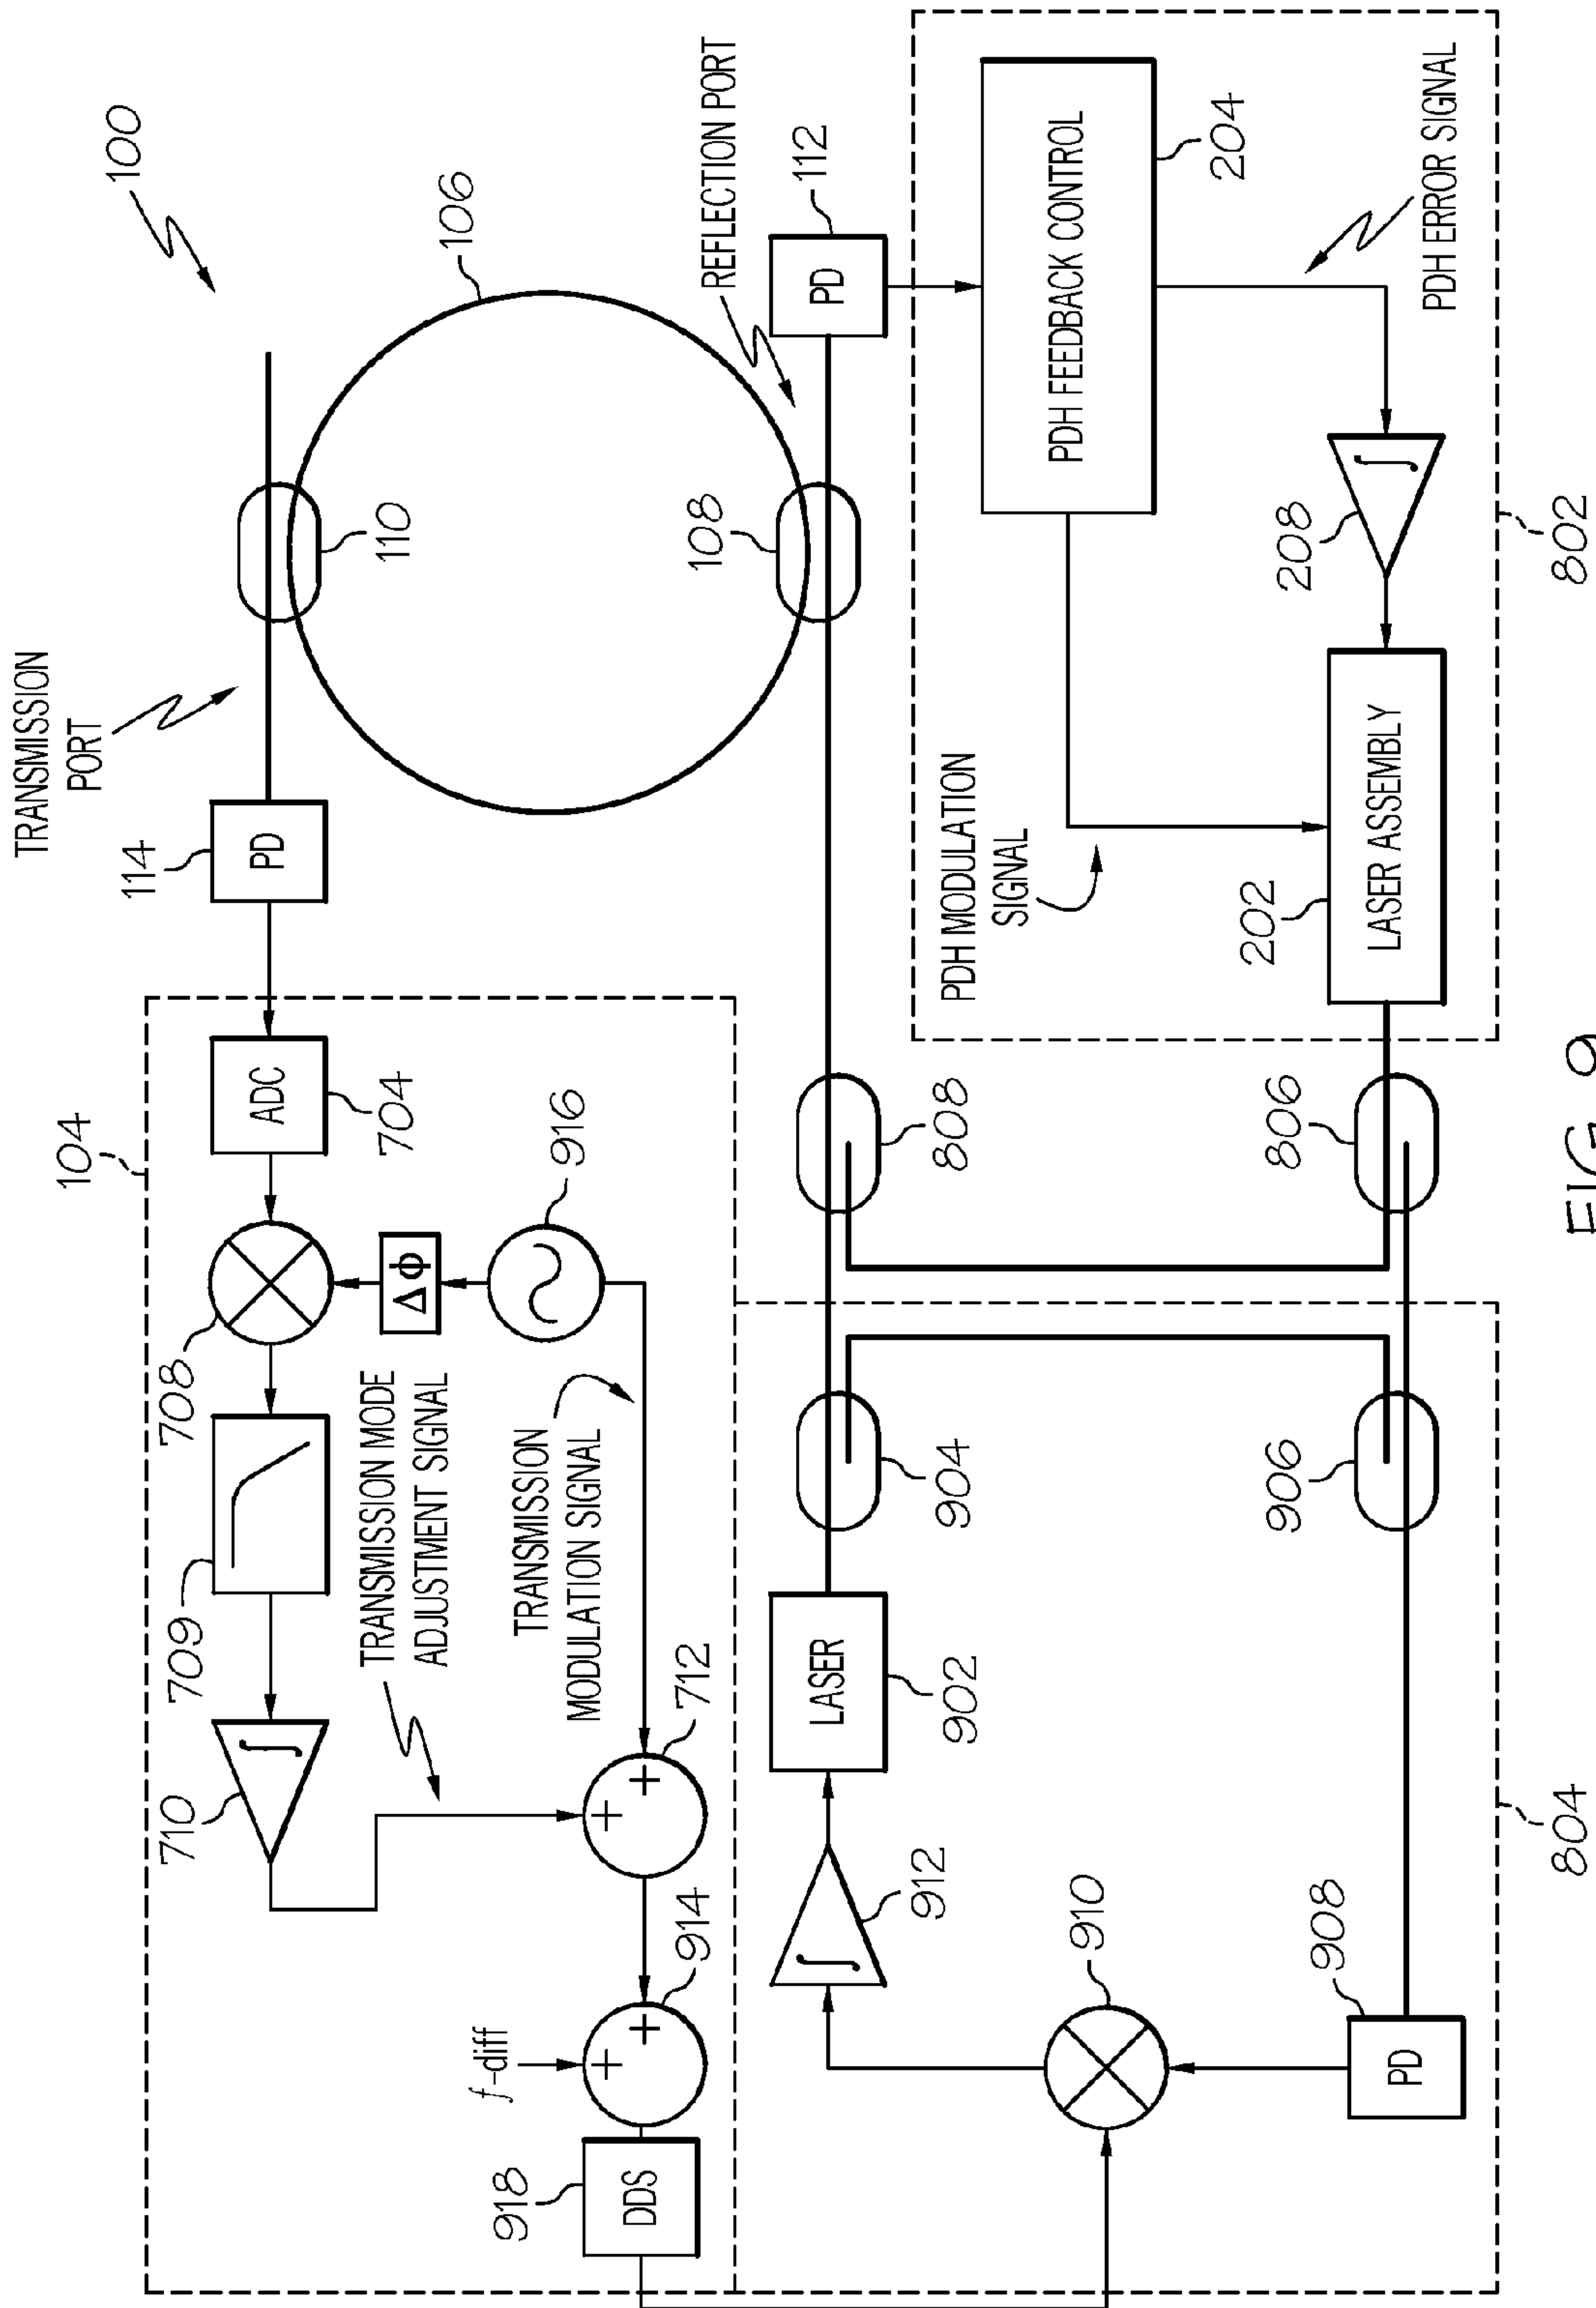 100
TRANSMISSION
PORT
114
PD
110
106
REFLECTION PORT
112
PD
108
104
ADC
704
708
916
Δϕ
709
710
∫
TRANSMISSION MODE
ADJUSTMENT SIGNAL
TRANSMISSION
MODULATION SIGNAL
+
+
712
f-diff
+
+
914
918
DDS
LASER
902
∫
912
910
908
PD
904
906
804
808
806
PDH MODULATION
SIGNAL
PDH FEEDBACK CONTROL
204
PDH ERROR SIGNAL
∫
208
202
LASER ASSEMBLY
802
FIG. 9